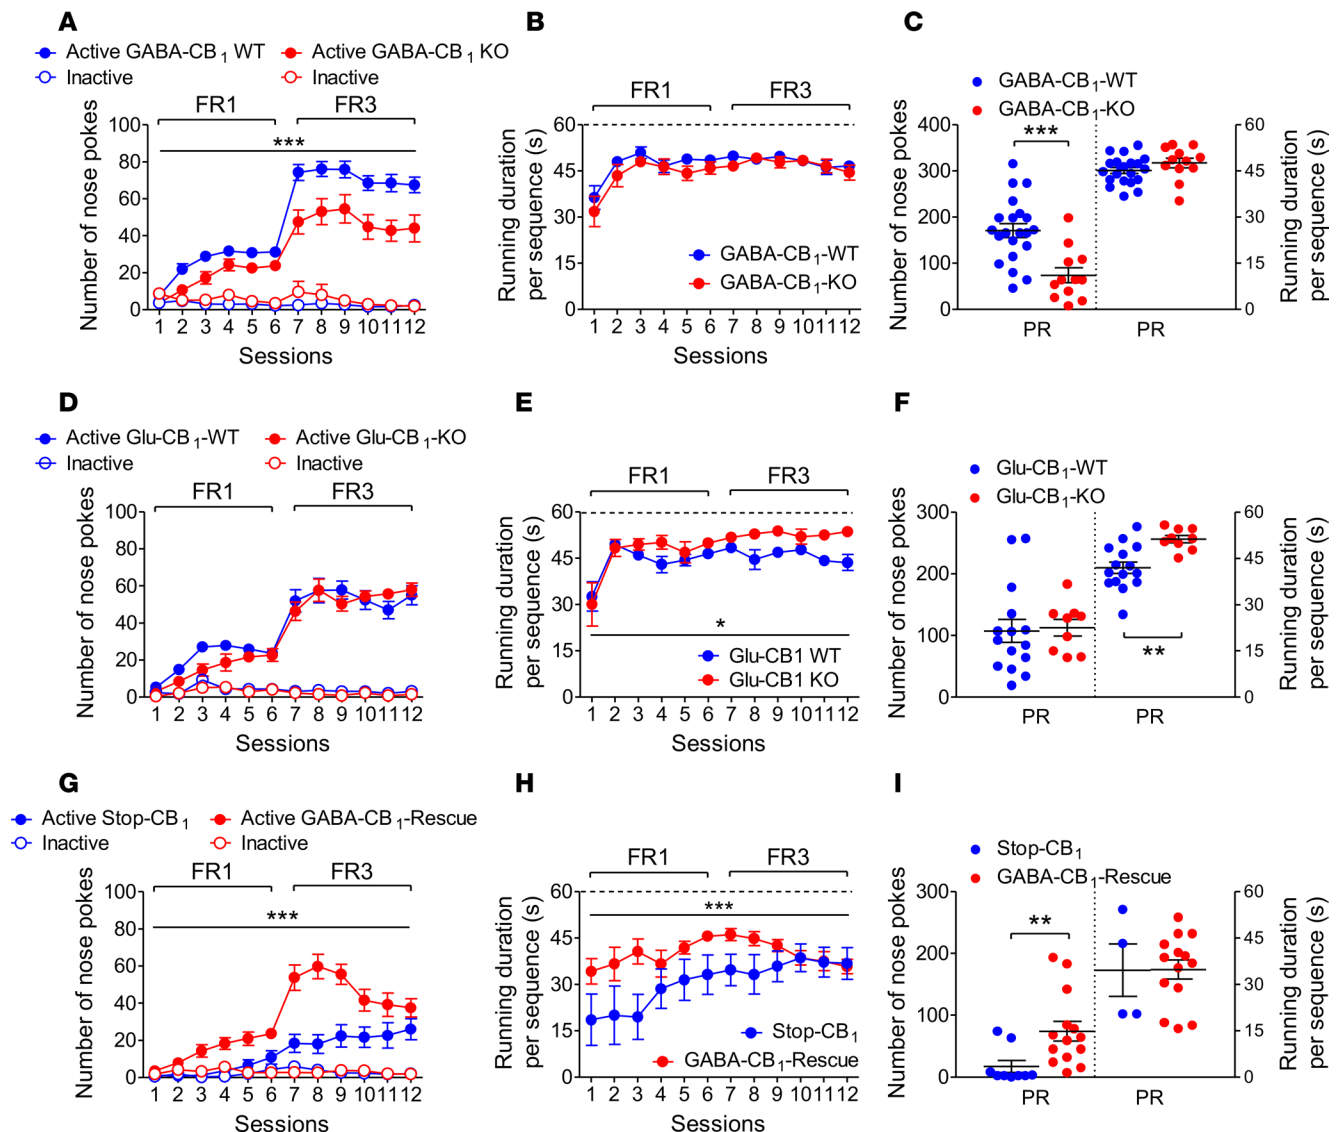 A
Active GABA-CB1 WT
Active GABA-CB1 KO
Inactive
Inactive
FR1
FR3
***
Number of nose pokes
100
80
60
40
20
0
1 2 3 4 5 6 7 8 9 10 11 12
Sessions
B
FR1
FR3
Running duration
per sequence (s)
60
45
30
15
0
GABA-CB1-WT
GABA-CB1-KO
1 2 3 4 5 6 7 8 9 10 11 12
Sessions
C
GABA-CB1-WT
GABA-CB1-KO
***
Number of nose pokes
400
300
200
100
0
60
45
30
15
0
Running duration
per sequence (s)
PR
PR
D
Active Glu-CB1-WT
Active Glu-CB1-KO
Inactive
Inactive
FR1
FR3
Number of nose pokes
100
80
60
40
20
0
1 2 3 4 5 6 7 8 9 10 11 12
Sessions
E
FR1
FR3
Running duration
per sequence (s)
60
45
30
15
0
*
Glu-CB1 WT
Glu-CB1 KO
1 2 3 4 5 6 7 8 9 10 11 12
Sessions
F
Glu-CB1-WT
Glu-CB1-KO
Number of nose pokes
300
200
100
0
60
45
30
15
0
**
Running duration
per sequence (s)
PR
PR
G
Active Stop-CB1
Active GABA-CB1-Rescue
Inactive
Inactive
FR1
FR3
***
Number of nose pokes
100
80
60
40
20
0
1 2 3 4 5 6 7 8 9 10 11 12
Sessions
H
FR1
FR3
***
Running duration
per sequence (s)
60
45
30
15
0
Stop-CB1
GABA-CB1-Rescue
1 2 3 4 5 6 7 8 9 10 11 12
Sessions
I
Stop-CB1
GABA-CB1-Rescue
**
Number of nose pokes
300
200
100
0
60
45
30
15
0
Running duration
per sequence (s)
PR
PR